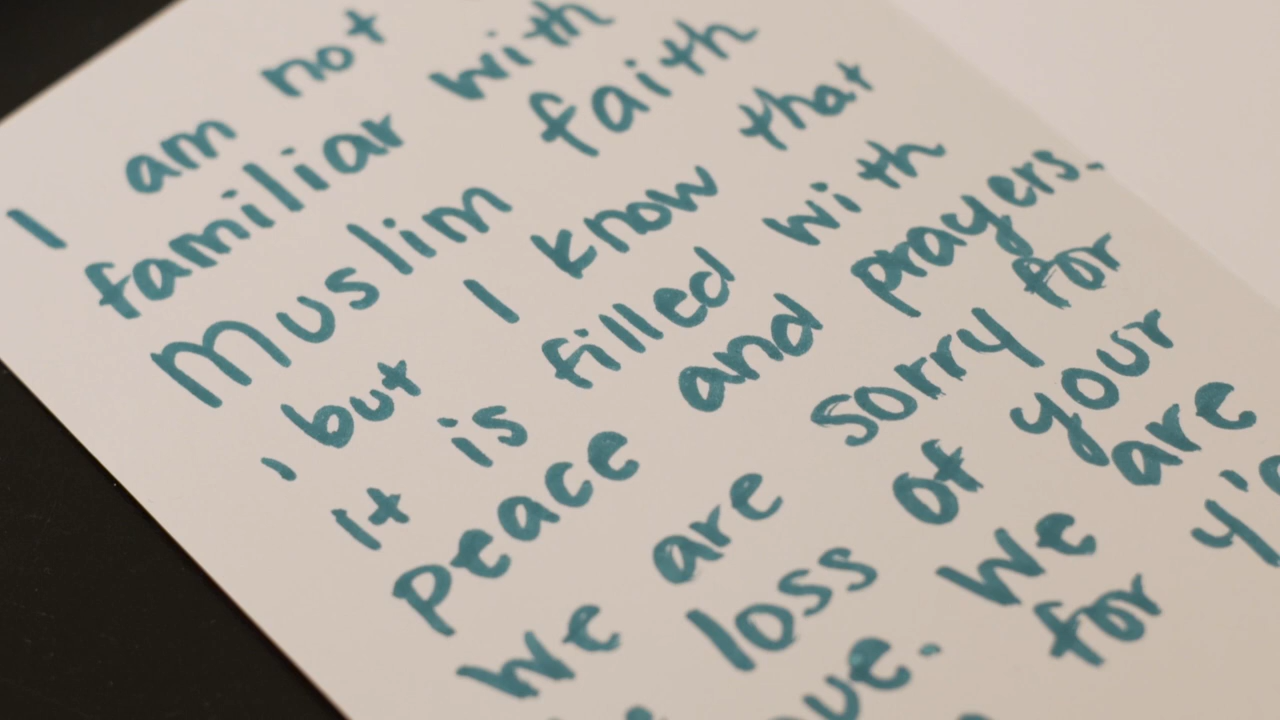 I am not
familiar with
Muslim faith
, but I know that
it is filled with
peace and prayers.
We are sorry for
loss of your
We are
for